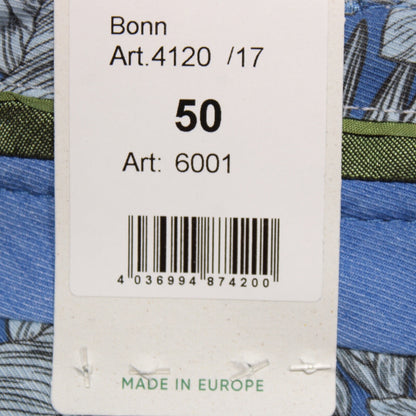 Bonn
Art.4120 /17
50
Art: 6001
4 036994 874200
MADE IN EUROPE